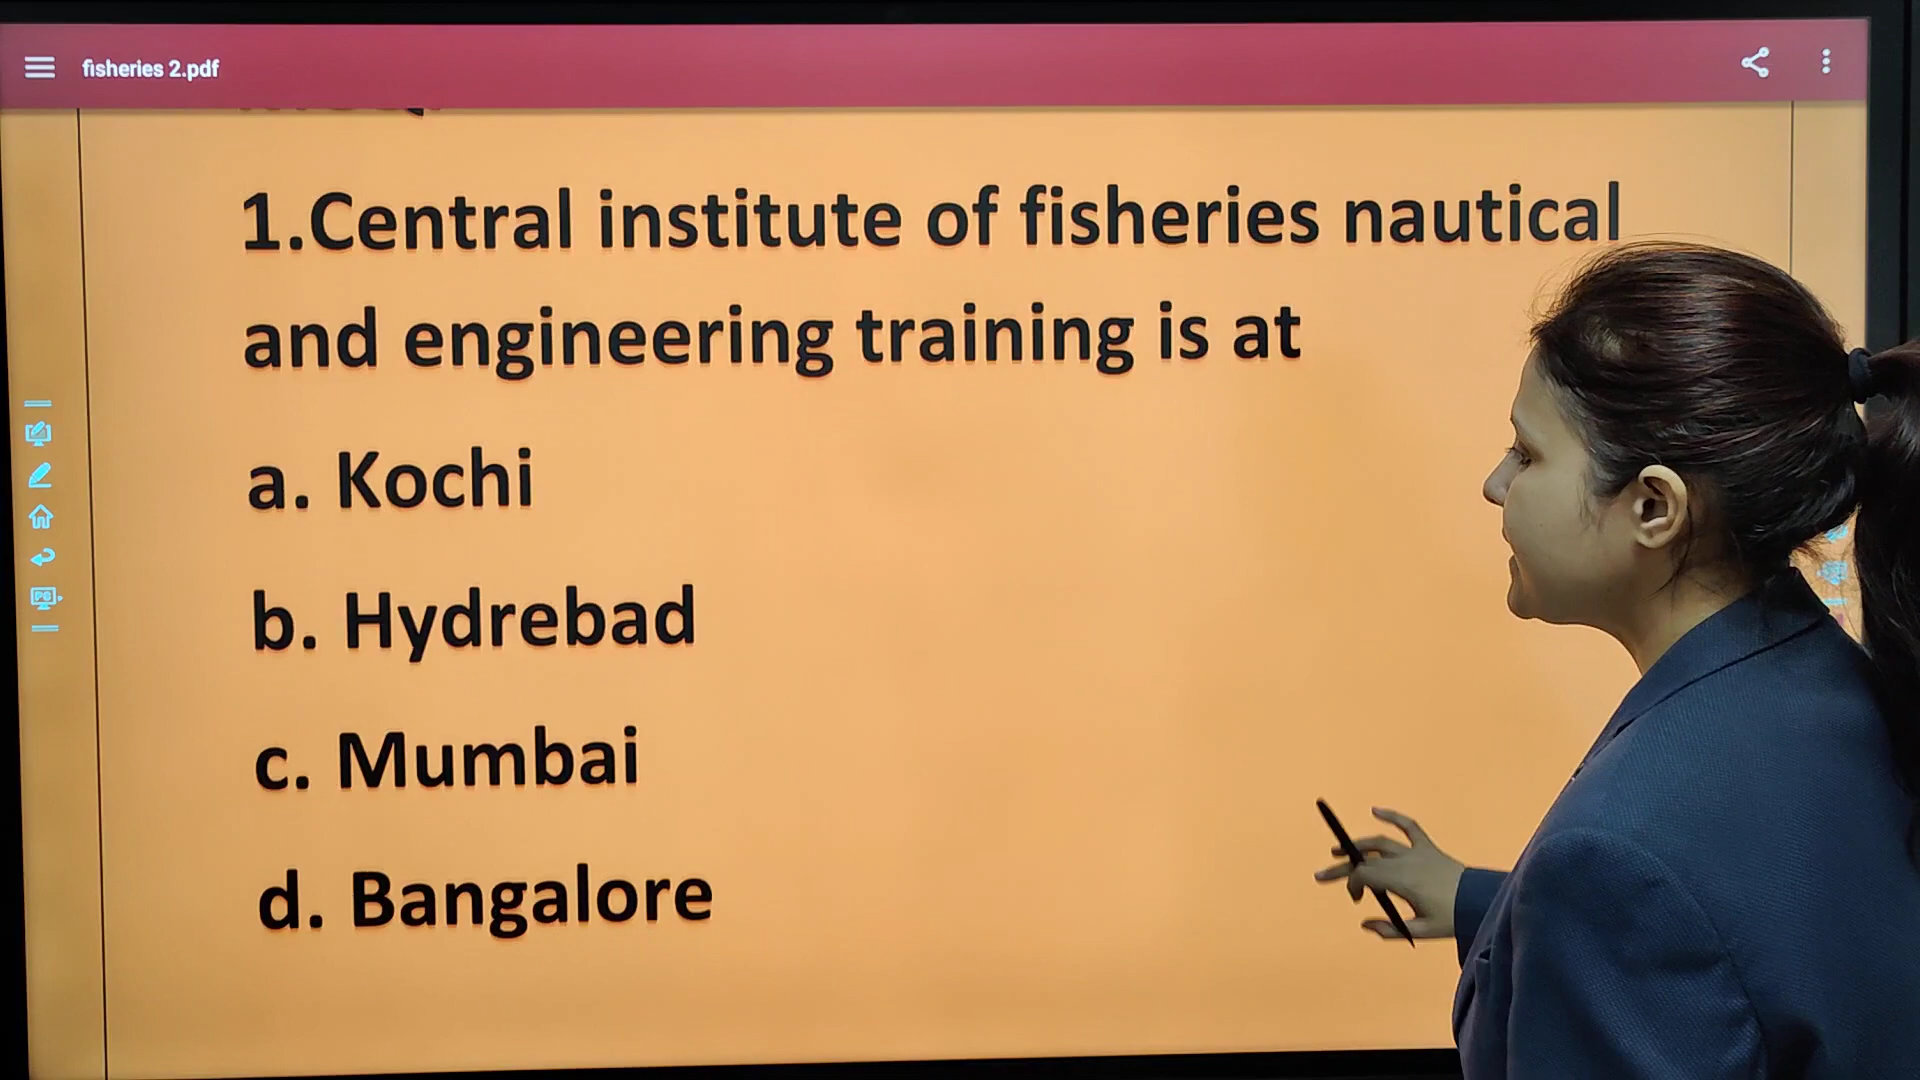 fisheries 2.pdf
1.Central institute of fisheries nautical
and engineering training is at
a. Kochi
b. Hydrebad
c. Mumbai
d. Bangalore